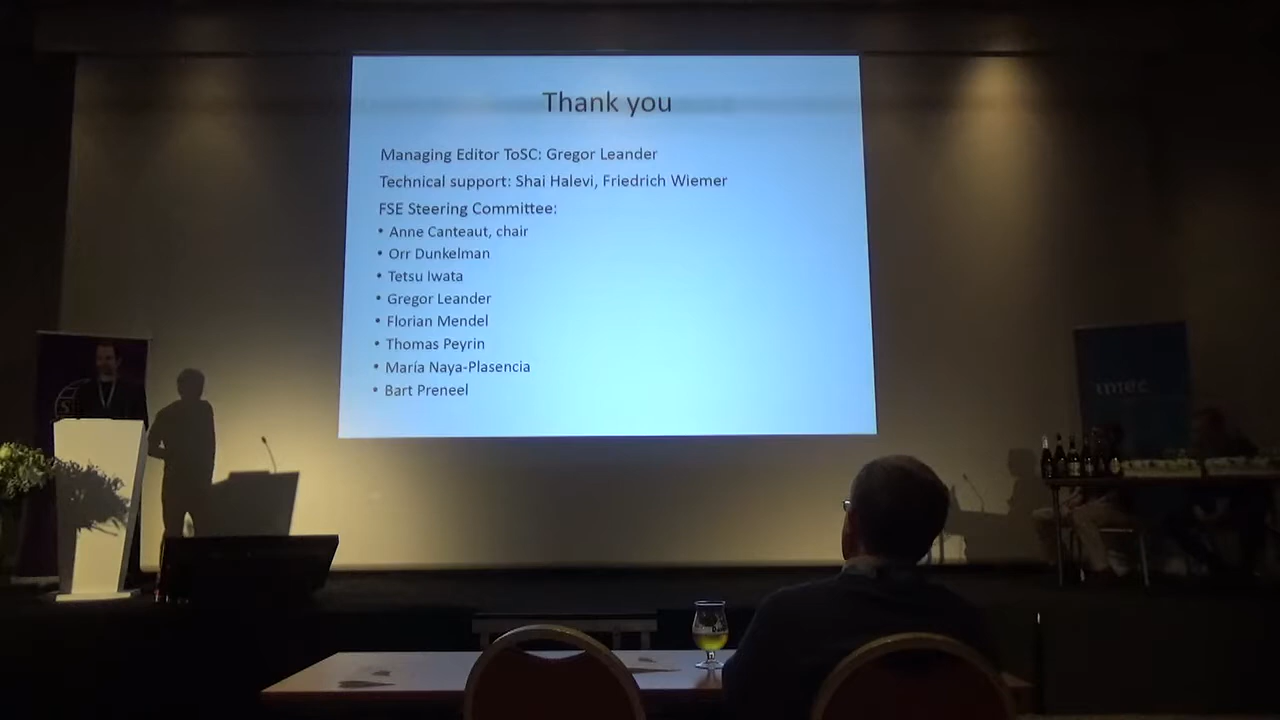 Thank you
Managing Editor ToSC: Gregor Leander
Technical support: Shai Halevi, Friedrich Wiemer
FSE Steering Committee:
• Anne Canteaut, chair
• Orr Dunkelman
• Tetsu Iwata
• Gregor Leander
• Florian Mendel
• Thomas Peyrin
• María Naya-Plasencia
• Bart Preneel
imec